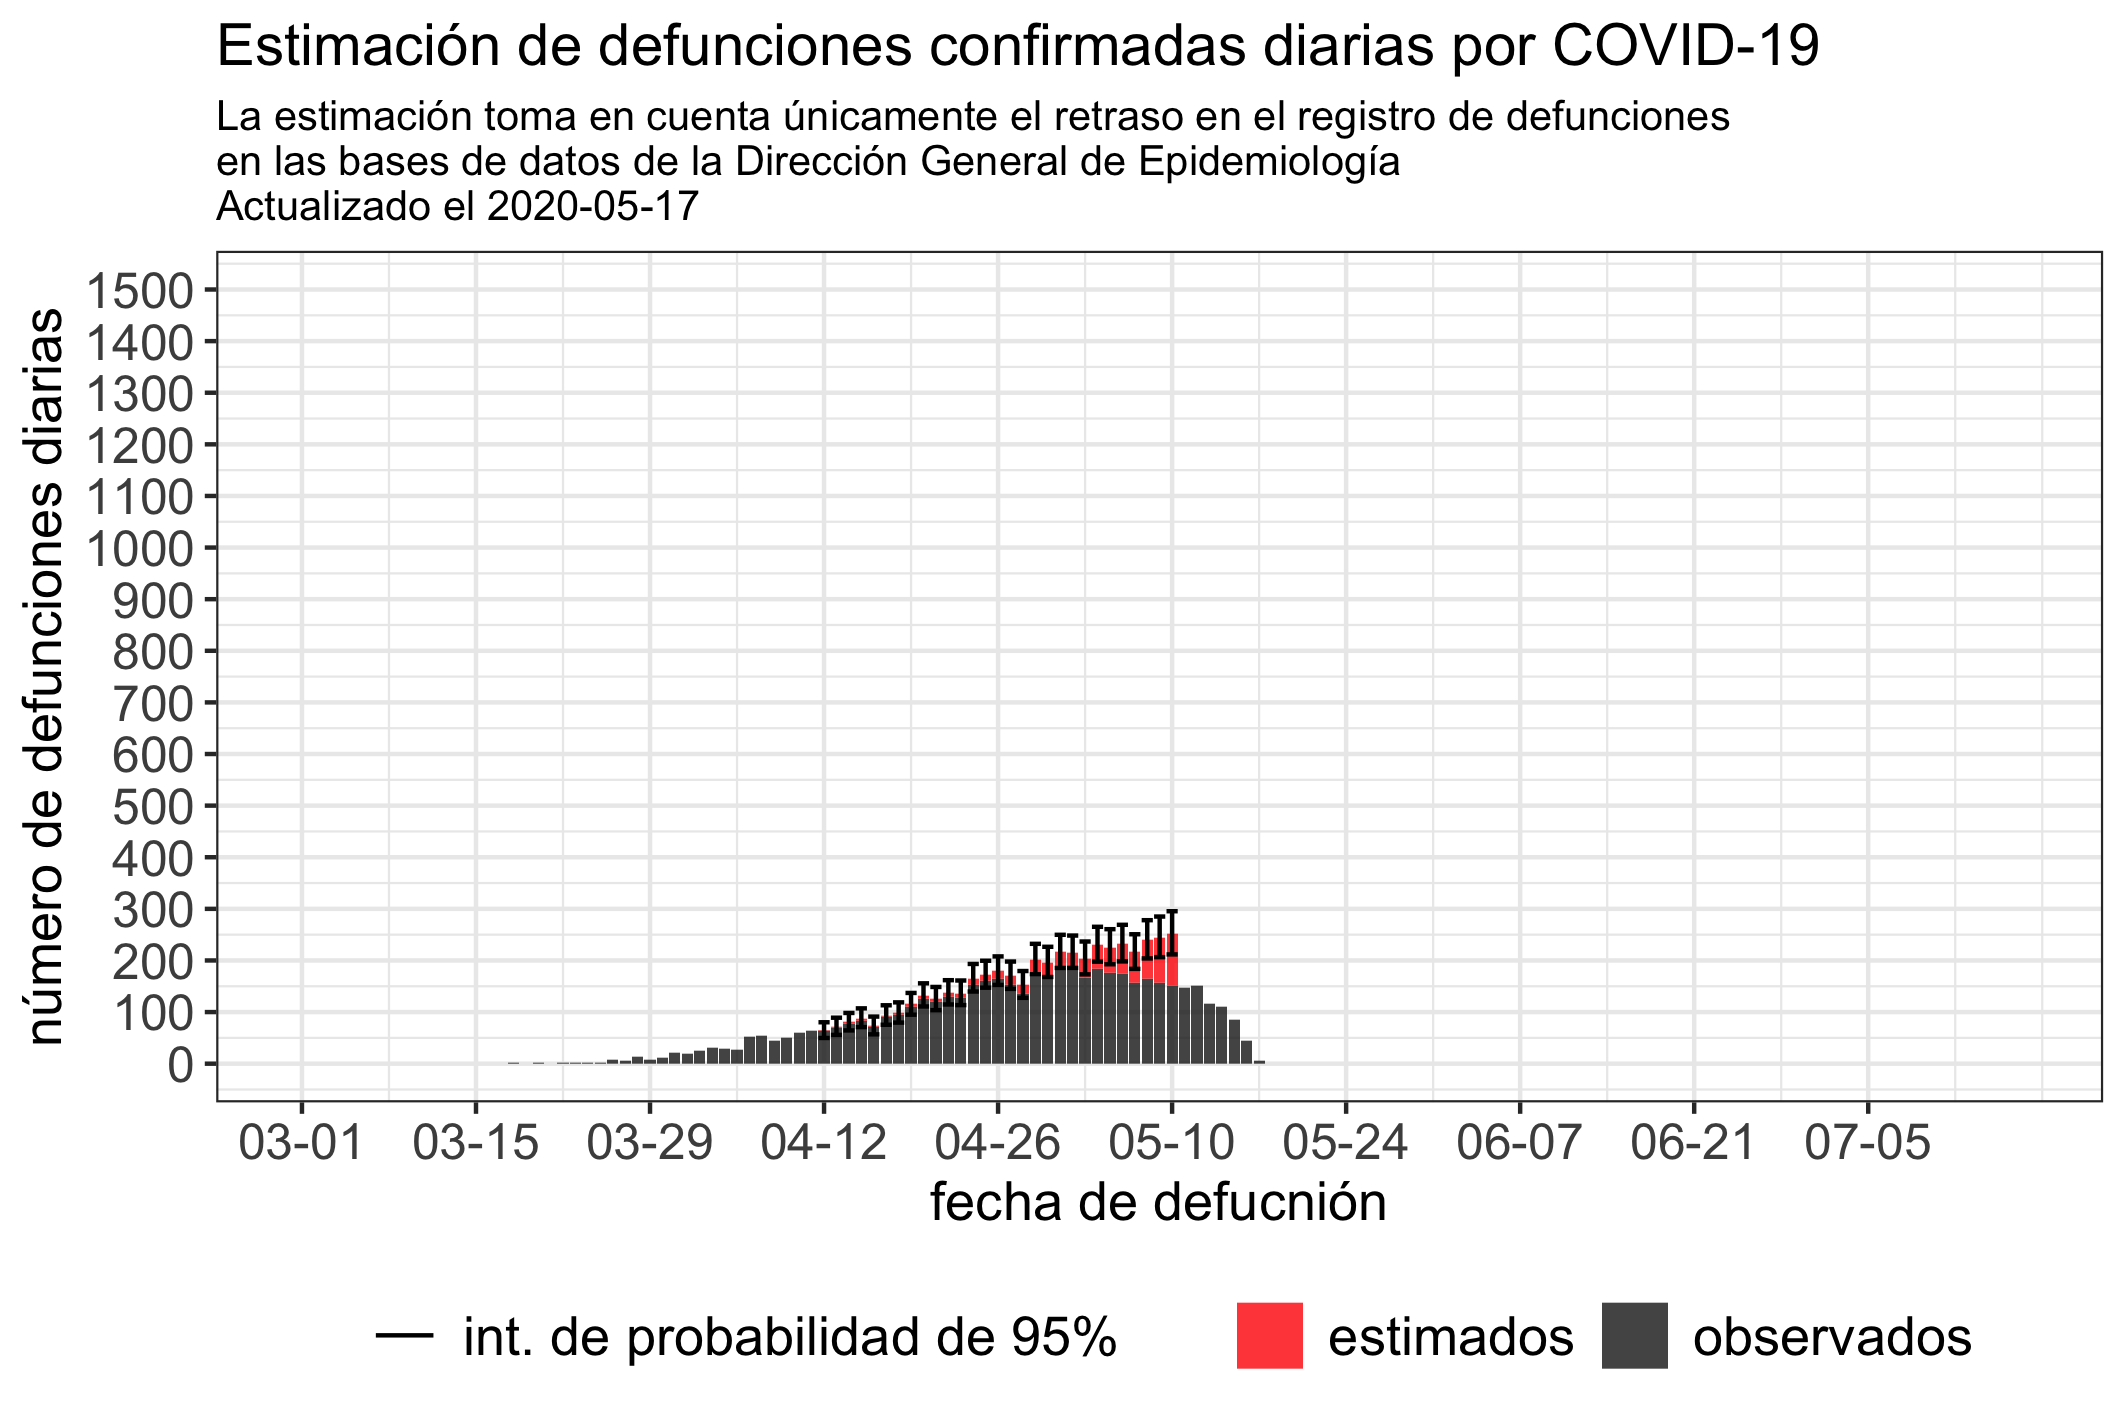 Estimación de defunciones confirmadas diarias por COVID-19
La estimación toma en cuenta únicamente el retraso en el registro de defunciones
en las bases de datos de la Dirección General de Epidemiología
Actualizado el 2020-05-17
número de defunciones diarias
1500
1400
1300
1200
1100
1000
900
800
700
600
500
400
300
200
100
0
03-01 03-15 03-29 04-12 04-26 05-10 05-24 06-07 06-21 07-05
fecha de defucnión
int. de probabilidad de 95% estimados observados